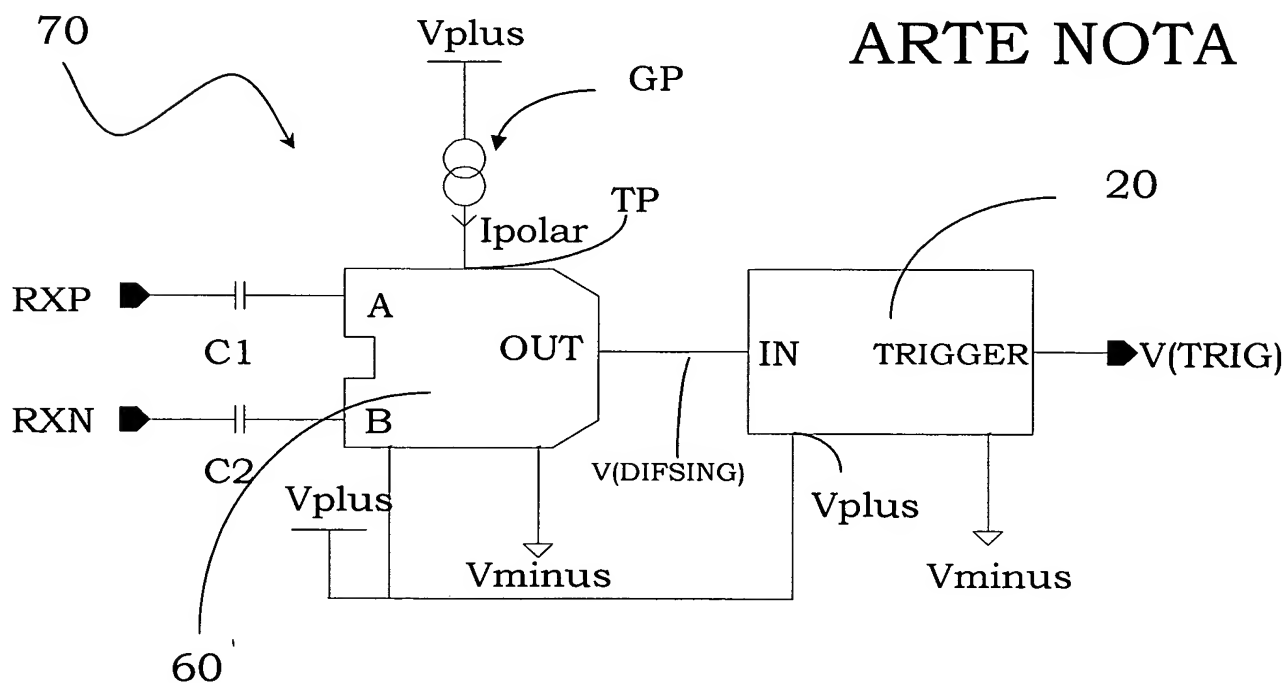 70
Vplus
ARTE NOTA
GP
20
TP
Ipolar
RXP
A
C1
OUT
IN
TRIGGER
V(TRIG)
RXN
B
C2
V(DIFSING)
Vplus
Vplus
Vminus
Vminus
60'